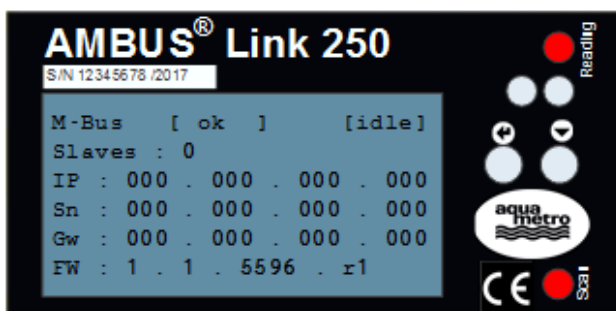 AMBUS® Link 250
S/N 12345678 /2017
Reading
M-Bus [ ok ] [idle]
Slaves : 0
IP : 000 . 000 . 000 . 000
Sn : 000 . 000 . 000 . 000
Gw : 000 . 000 . 000 . 000
FW : 1 . 1 . 5596 . r1
aqua
metro
CE
Scan